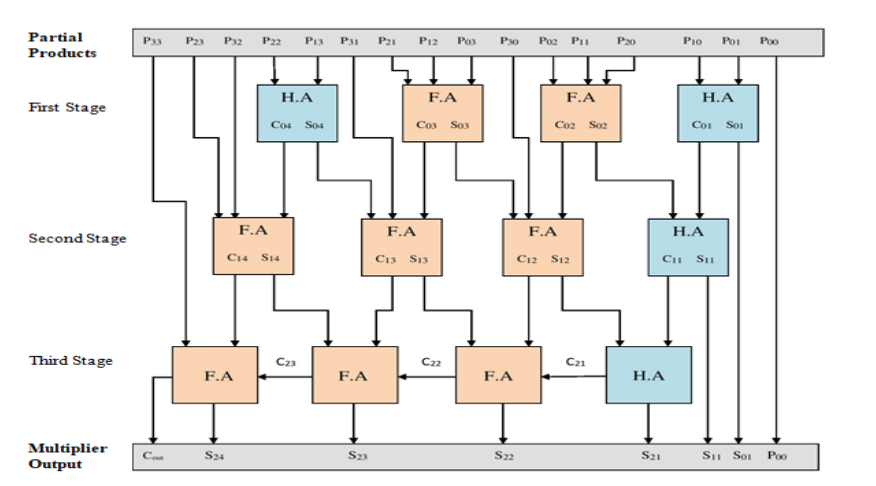 Partial Products
P33 P23 P32 P22 P13 P31 P21 P12 P03 P30 P02 P11 P20 P10 P01 P00
First Stage
H.A F.A F.A H.A
C04 S04 C03 S03 C02 S02 C01 S01
Second Stage
F.A F.A F.A H.A
C14 S14 C13 S13 C12 S12 C11 S11
Third Stage
C23 C22 C21
F.A F.A F.A H.A
Multiplier Output
Cout S24 S23 S22 S21 S11 S01 P00